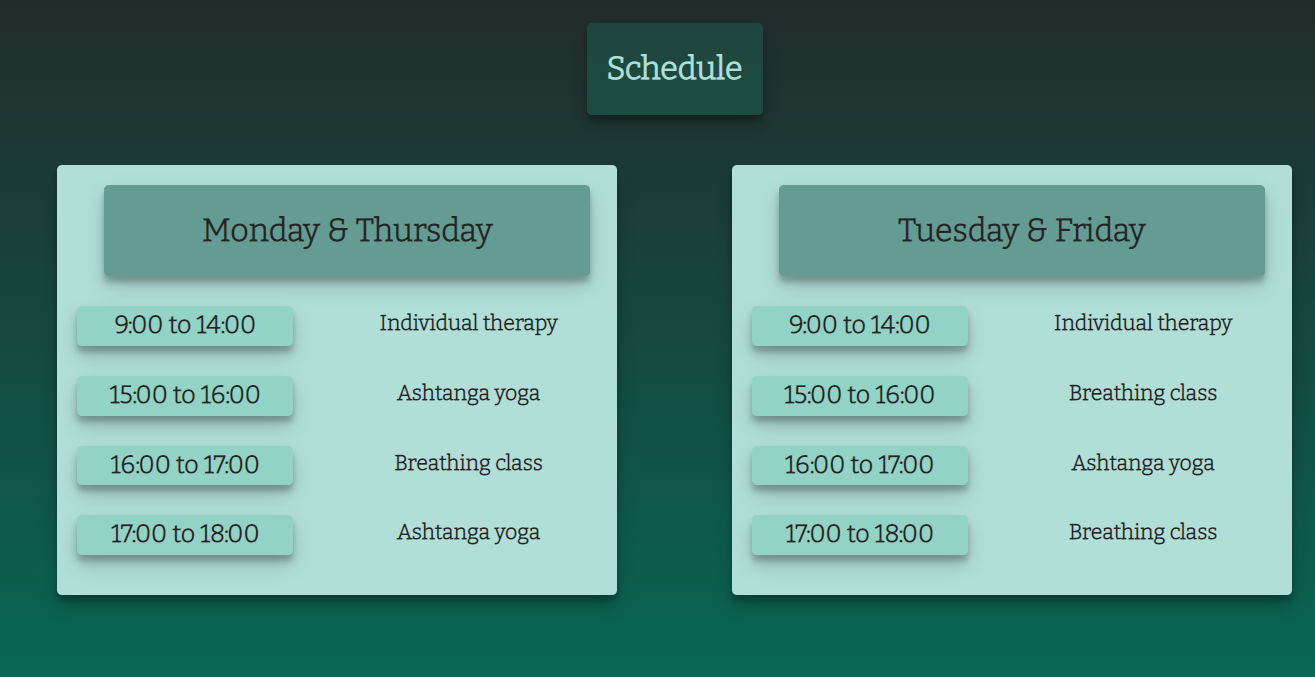 Schedule
Monday & Thursday
9:00 to 14:00 Individual therapy
15:00 to 16:00 Ashtanga yoga
16:00 to 17:00 Breathing class
17:00 to 18:00 Ashtanga yoga
Tuesday & Friday
9:00 to 14:00 Individual therapy
15:00 to 16:00 Breathing class
16:00 to 17:00 Ashtanga yoga
17:00 to 18:00 Breathing class